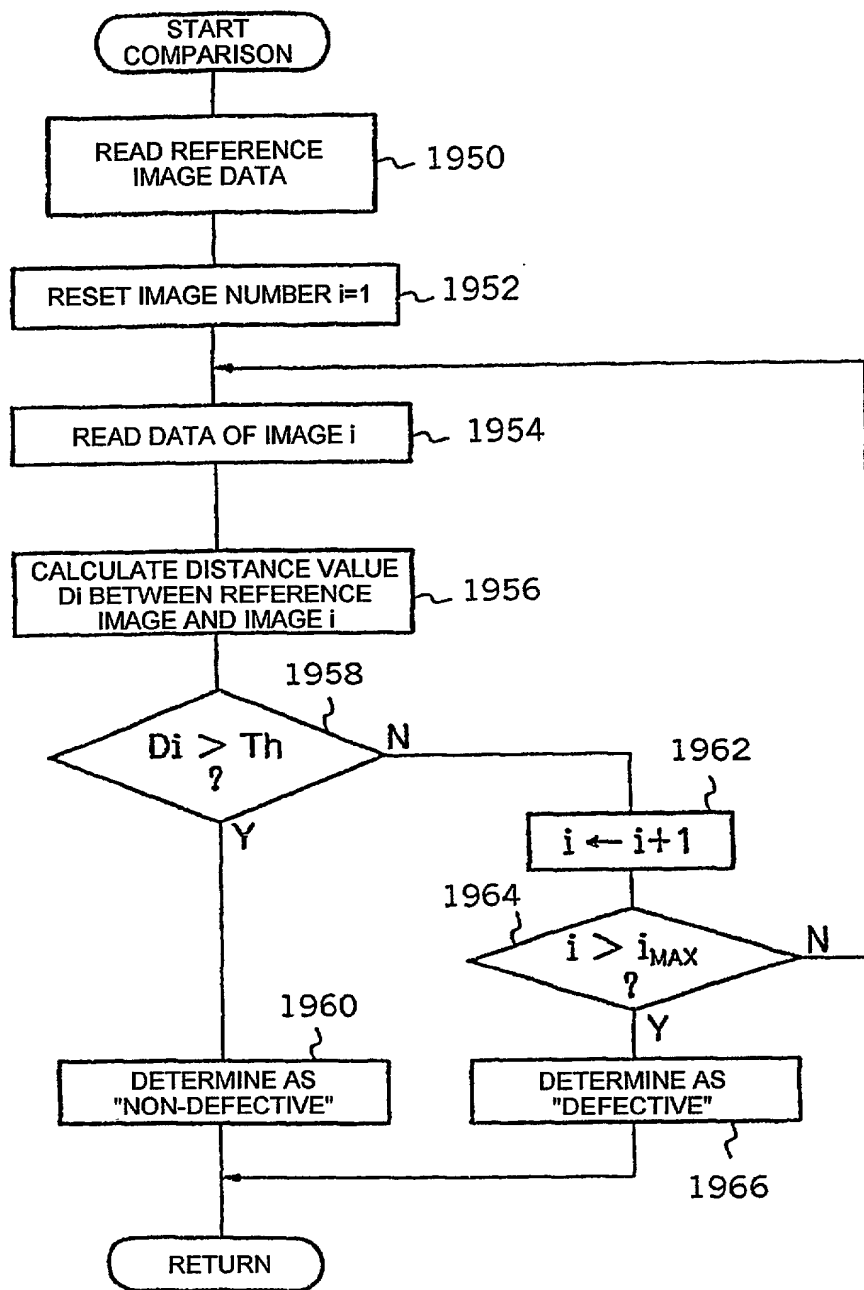 START
COMPARISON
READ REFERENCE
IMAGE DATA
1950
RESET IMAGE NUMBER i=1
1952
READ DATA OF IMAGE i
1954
CALCULATE DISTANCE VALUE
Di BETWEEN REFERENCE
IMAGE AND IMAGE i
1956
1958
Di > Th
?
N
Y
1962
i ← i+1
1964
i > iMAX
?
N
Y
1960
DETERMINE AS
"NON-DEFECTIVE"
DETERMINE AS
"DEFECTIVE"
1966
RETURN